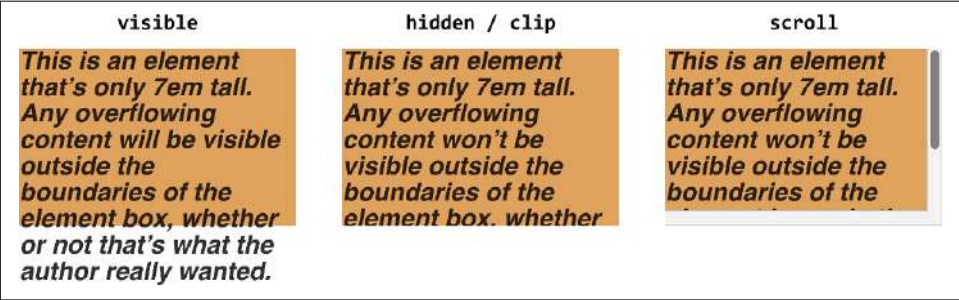 visible
This is an element
that's only 7em tall.
Any overflowing
content will be visible
outside the
boundaries of the
element box, whether
or not that's what the
author really wanted.
hidden / clip
This is an element
that's only 7em tall.
Any overflowing
content won't be
visible outside the
boundaries of the
element box, whether
scroll
This is an element
that's only 7em tall.
Any overflowing
content won't be
visible outside the
boundaries of the